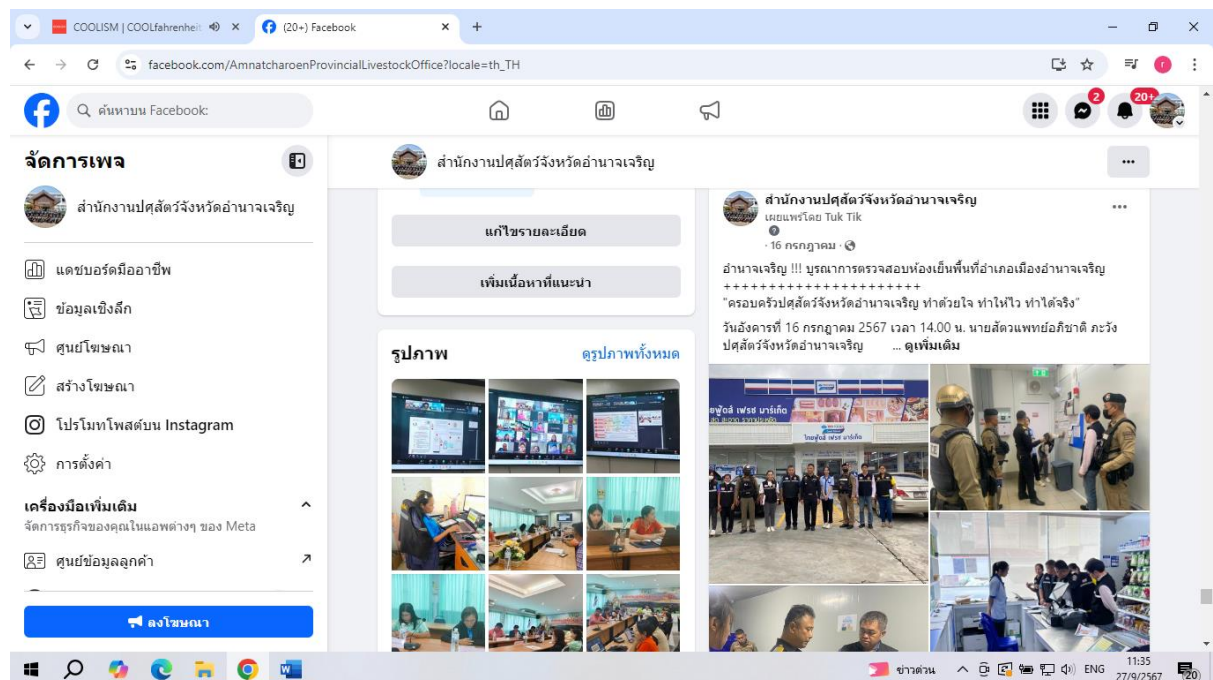 COOLISM | COOLfahrenheit
(20+) Facebook
facebook.com/AmnatcharoenProvincialLivestockOffice?locale=th_TH
ค้นหาบน Facebook:
2
20+
จัดการเพจ
สำนักงานปศุสัตว์จังหวัดอำนาจเจริญ
แดชบอร์ดมืออาชีพ
ข้อมูลเชิงลึก
ศูนย์โฆษณา
สร้างโฆษณา
โปรโมทโพสต์บน Instagram
การตั้งค่า
เครื่องมือเพิ่มเติม
จัดการธุรกิจของคุณในแอพต่างๆ ของ Meta
ศูนย์ข้อมูลลูกค้า
ลงโฆษณา
สำนักงานปศุสัตว์จังหวัดอำนาจเจริญ
แก้ไขรายละเอียด
เพิ่มเนื้อหาที่แนะนำ
รูปภาพ
ดูรูปภาพทั้งหมด
สำนักงานปศุสัตว์จังหวัดอำนาจเจริญ
เผยแพร่โดย Tuk Tik
· 16 กรกฎาคม ·
อำนาจเจริญ !!! บูรณาการตรวจสอบห้องเย็นพื้นที่อำเภอเมืองอำนาจเจริญ
++++++++++++++++++++++
"ครอบครัวปศุสัตว์จังหวัดอำนาจเจริญ ทำด้วยใจ ทำให้ไว ทำได้จริง"
วันอังคารที่ 16 กรกฎาคม 2567 เวลา 14.00 น. นายสัตวแพทย์อภิชาติ ภะวัง
ปศุสัตว์จังหวัดอำนาจเจริญ ... ดูเพิ่มเติม
ไทยฟู้ดส์ เฟรช มาร์เก็ต
ข่าวด่วน
ENG
11:35
27/9/2567
20